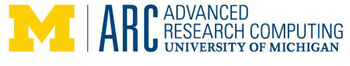 M ARC ADVANCED
RESEARCH COMPUTING
UNIVERSITY OF MICHIGAN